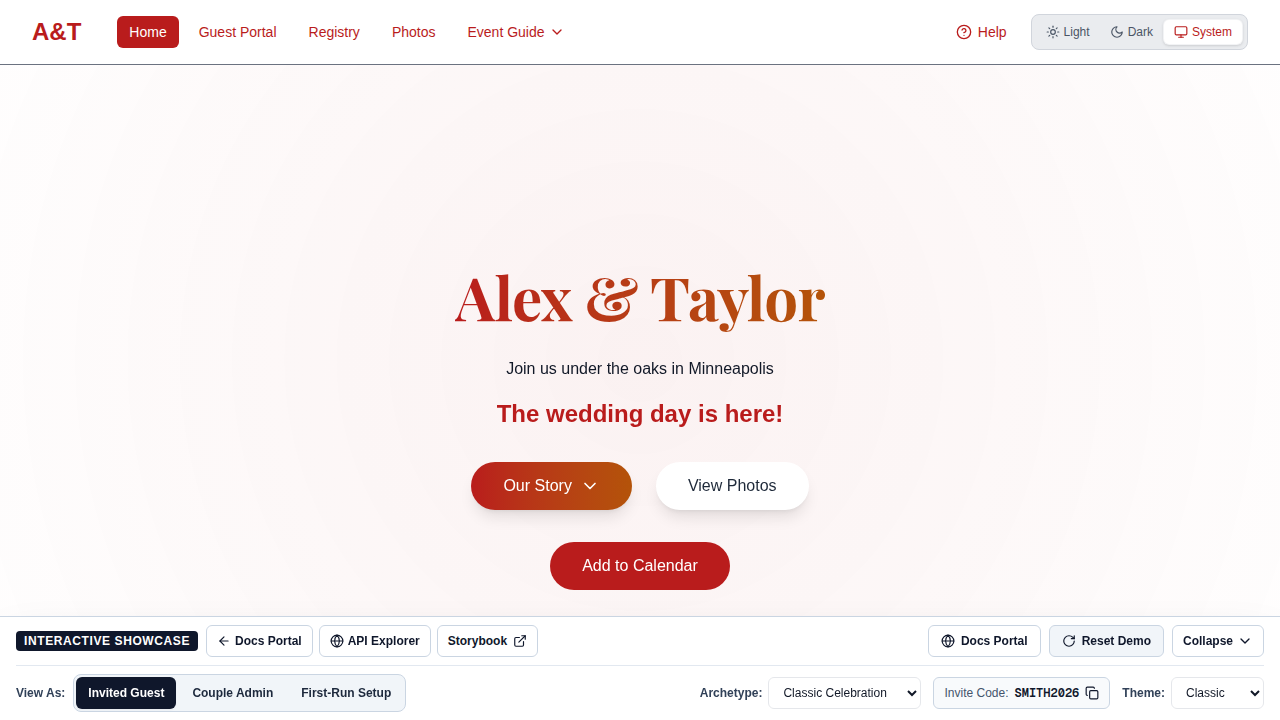 A&T Home Guest Portal Registry Photos Event Guide Help Light Dark System
Alex & Taylor
Join us under the oaks in Minneapolis
The wedding day is here!
Our Story View Photos
Add to Calendar
INTERACTIVE SHOWCASE Docs Portal API Explorer Storybook Docs Portal Reset Demo Collapse
View As: Invited Guest Couple Admin First-Run Setup Archetype: Classic Celebration Invite Code: SMITH2026 Theme: Classic